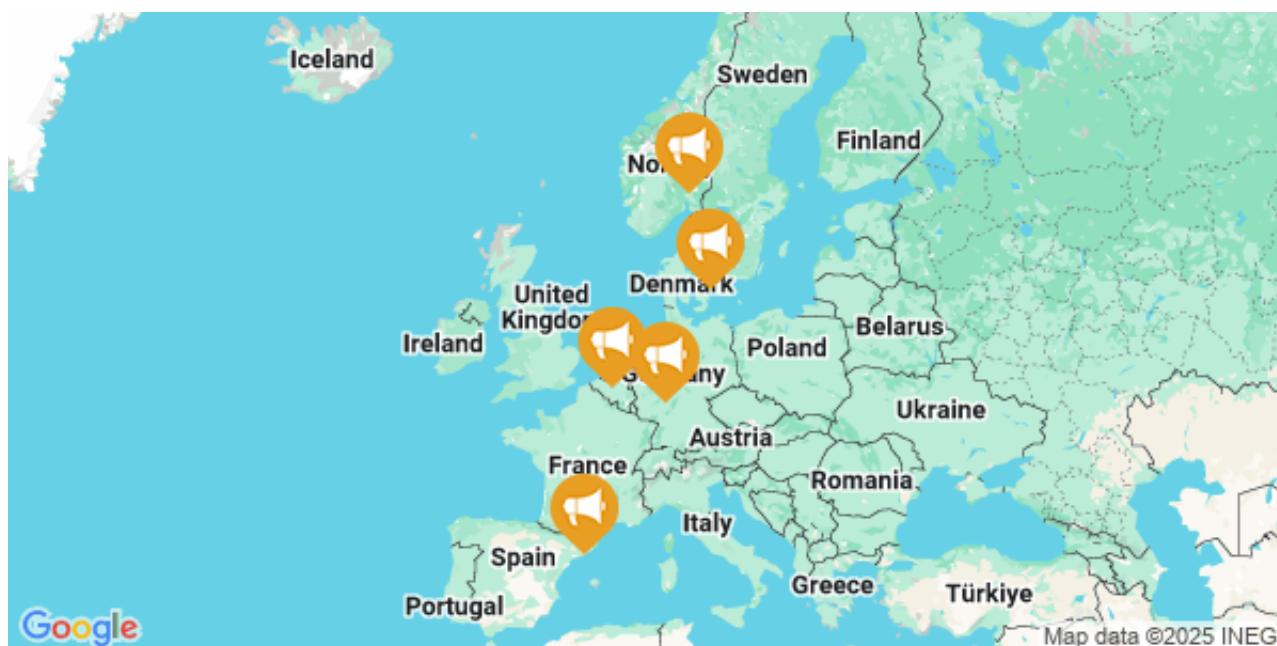 Iceland
Sweden
Finland
Denmark
United
Kingdom
Ireland
Belarus
Poland
Ukraine
Austria
France
Romania
Italy
Spain
Greece
Türkiye
Portugal
Google
Map data ©2025 INEG